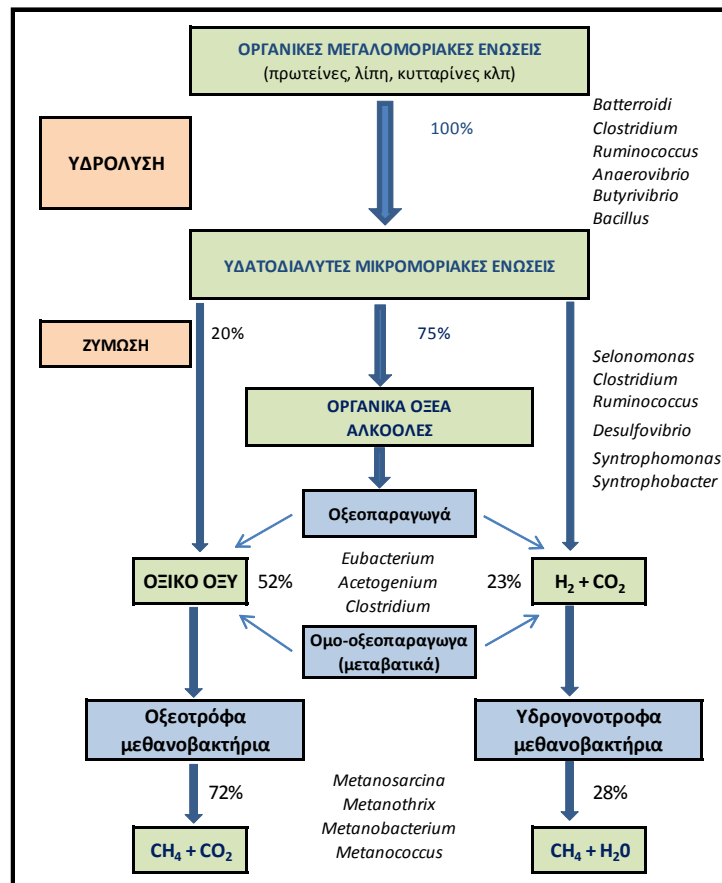 ΟΡΓΑΝΙΚΕΣ ΜΕΓΑΛΟΜΟΡΙΑΚΕΣ ΕΝΩΣΕΙΣ
(πρωτείνες, λίπη, κυτταρίνες κλπ)
100%
ΥΔΡΟΛΥΣΗ
Batterroidi
Clostridium
Ruminococcus
Anaerovibrio
Butyrivibrio
Bacillus
ΥΔΑΤΟΔΙΑΛΥΤΕΣ ΜΙΚΡΟΜΟΡΙΑΚΕΣ ΕΝΩΣΕΙΣ
ΖΥΜΩΣΗ
20%
75%
Selonomonas
Clostridium
Ruminococcus
Desulfovibrio
Syntrophomonas
Syntrophobacter
ΟΡΓΑΝΙΚΑ ΟΞΕΑ
ΑΛΚΟΟΛΕΣ
Οξεοπαραγωγά
ΟΞΙΚΟ ΟΞΥ
52%
Eubacterium
Acetogenium
Clostridium
23%
H₂ + CO₂
Ομο-οξεοπαραγωγα
(μεταβατικά)
Οξεοτρόφα
μεθανοβακτήρια
Υδρογονοτροφα
μεθανοβακτήρια
72%
Metanosarcina
Metanothrix
Metanobacterium
Metanococcus
28%
CH₄ + CO₂
CH₄ + H₂0